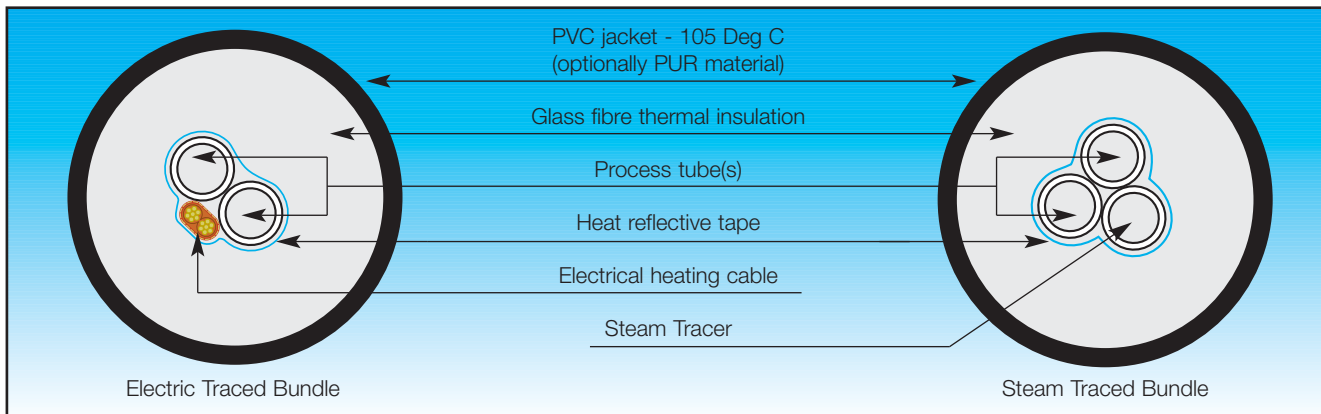 PVC jacket - 105 Deg C
(optionally PUR material)
Glass fibre thermal insulation
Process tube(s)
Heat reflective tape
Electrical heating cable
Steam Tracer
Electric Traced Bundle
Steam Traced Bundle